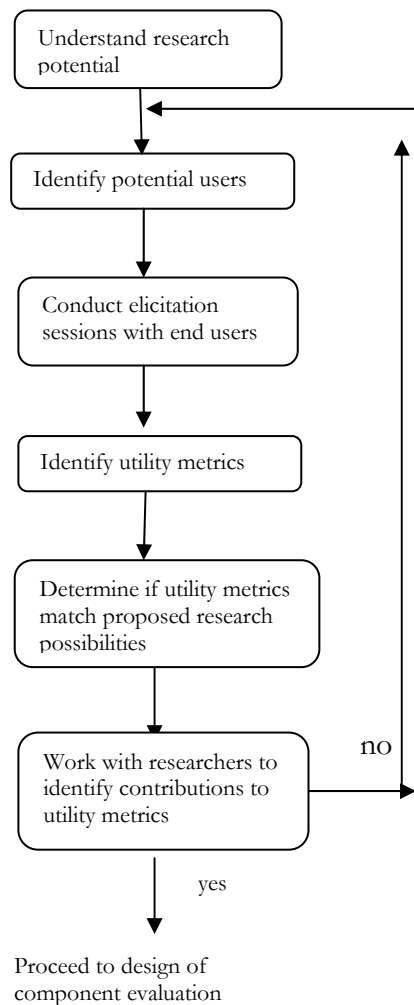 Understand research
potential
Identify potential users
Conduct elicitation
sessions with end users
Identify utility metrics
Determine if utility metrics
match proposed research
possibilities
Work with researchers to
identify contributions to
utility metrics
no
yes
Proceed to design of
component evaluation